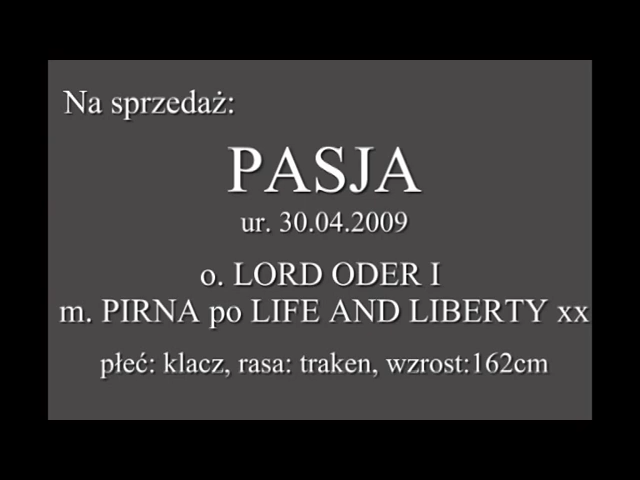 Na sprzedaż:
PASJA
ur. 30.04.2009
o. LORD ODER I
m. PIRNA po LIFE AND LIBERTY xx
płeć: klacz, rasa: traken, wzrost:162cm